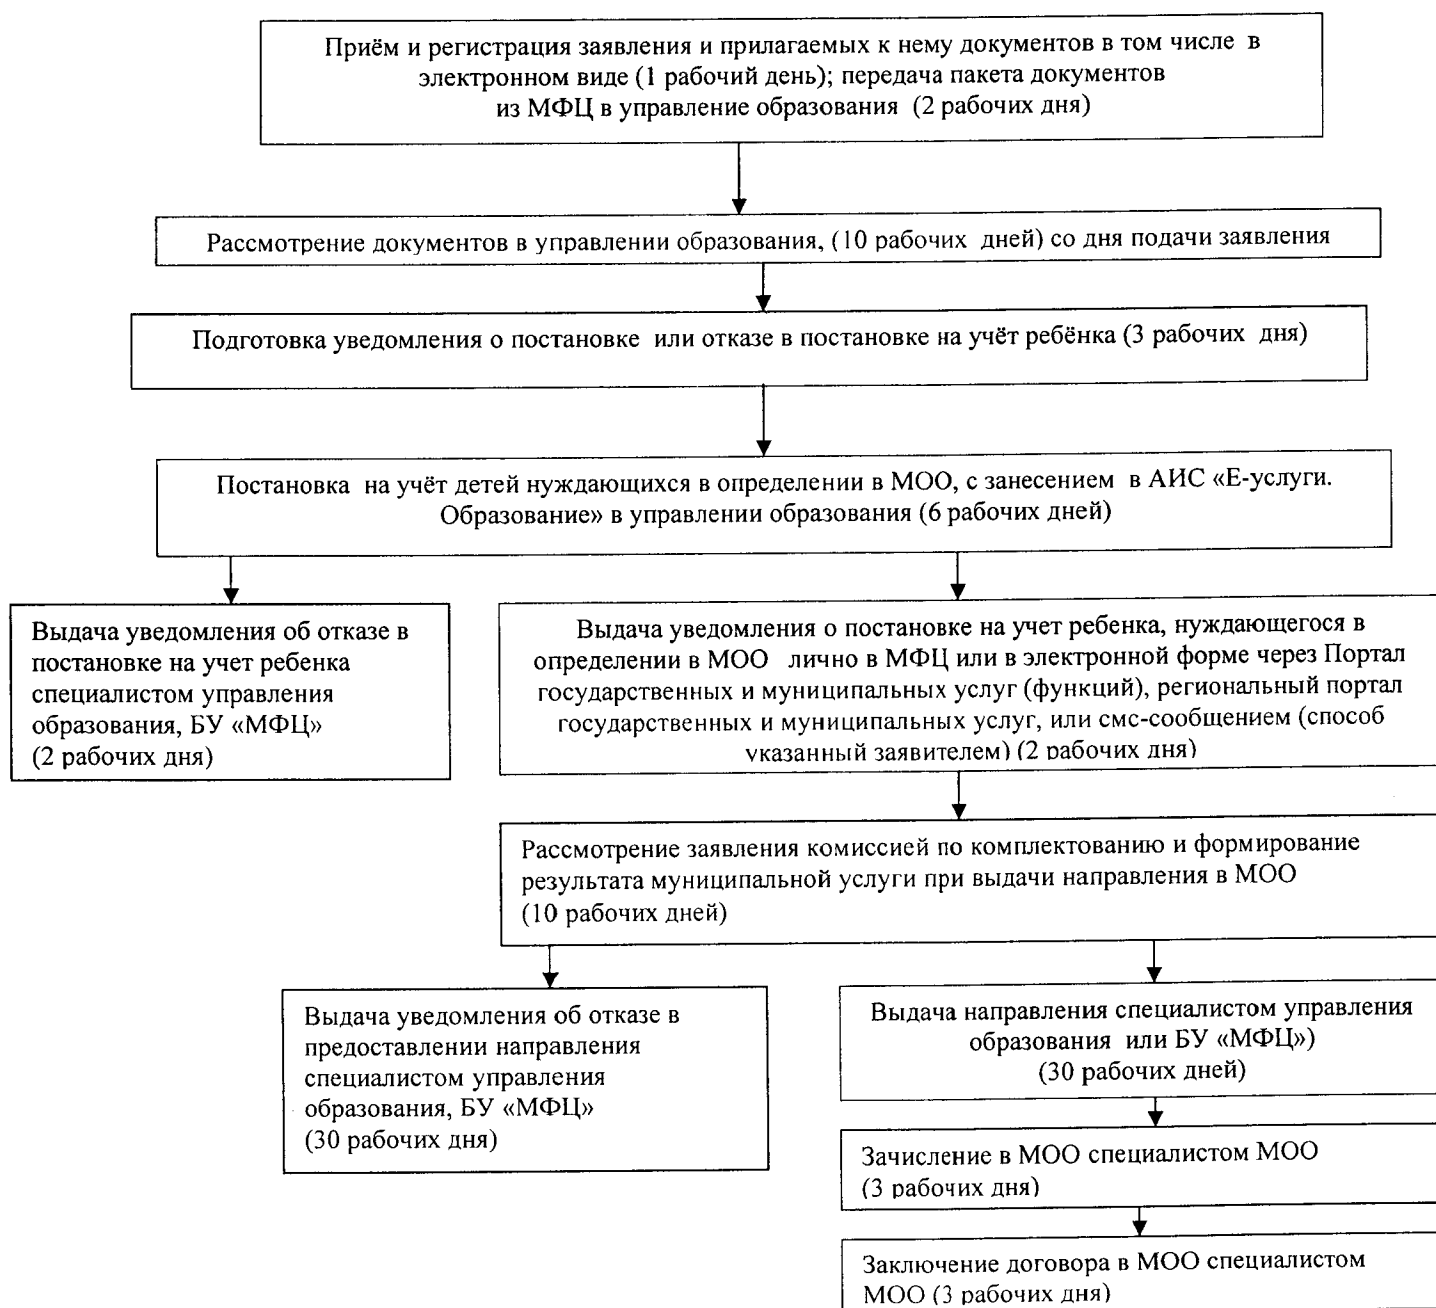 Приём и регистрация заявления и прилагаемых к нему документов в том числе в
электронном виде (1 рабочий день); передача пакета документов
из МФЦ в управление образования (2 рабочих дня)
Рассмотрение документов в управлении образования, (10 рабочих дней) со дня подачи заявления
Подготовка уведомления о постановке или отказе в постановке на учёт ребёнка (3 рабочих дня)
Постановка на учёт детей нуждающихся в определении в МОО, с занесением в АИС «Е-услуги.
Образование» в управлении образования (6 рабочих дней)
Выдача уведомления об отказе в
постановке на учет ребенка
специалистом управления
образования, БУ «МФЦ»
(2 рабочих дня)
Выдача уведомления о постановке на учет ребенка, нуждающегося в
определении в МОО лично в МФЦ или в электронной форме через Портал
государственных и муниципальных услуг (функций), региональный портал
государственных и муниципальных услуг, или смс-сообщением (способ
указанный заявителем) (2 рабочих дня)
Рассмотрение заявления комиссией по комплектованию и формирование
результата муниципальной услуги при выдачи направления в МОО
(10 рабочих дней)
Выдача уведомления об отказе в
предоставлении направления
специалистом управления
образования, БУ «МФЦ»
(30 рабочих дня)
Выдача направления специалистом управления
образования или БУ «МФЦ»)
(30 рабочих дней)
Зачисление в МОО специалистом МОО
(3 рабочих дня)
Заключение договора в МОО специалистом
МОО (3 рабочих дня)